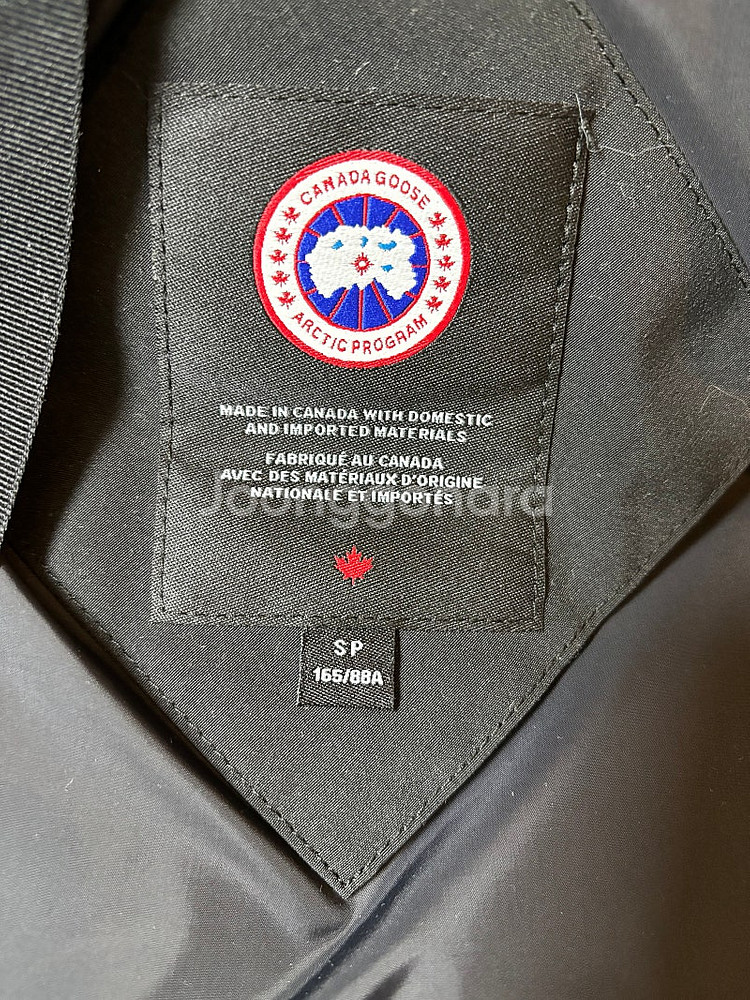 CANADA GOOSE
ARCTIC PROGRAM
MADE IN CANADA WITH DOMESTIC
AND IMPORTED MATERIALS
FABRIQUÉ AU CANADA
AVEC DES MATÉRIAUX D'ORIGINE
NATIONALE ET IMPORTÉS
Joonggonara
SP
165/88A